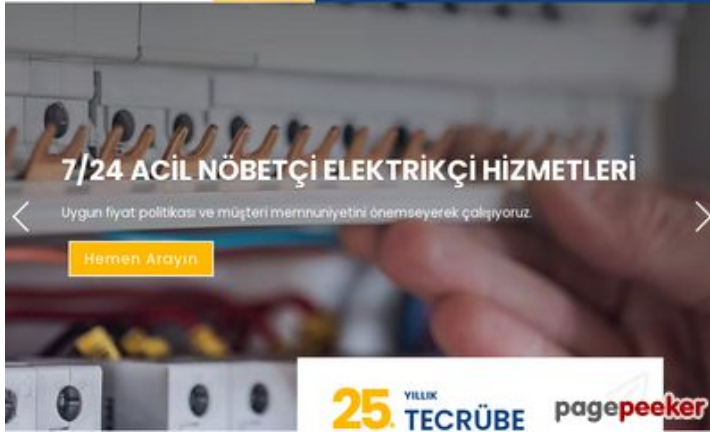 7/24 ACİL NÖBETÇİ ELEKTRİKÇİ HİZMETLERİ
Uygun fiyat politikası ve müşteri memnuniyetini önemseyerek çalışıyoruz.
Hemen Arayın
25. YILLIK
TECRÜBE
pagepeeker